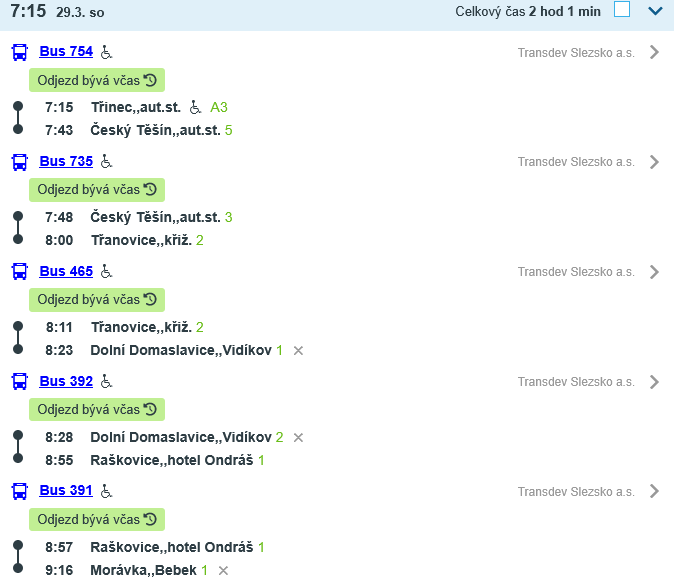 7:15 29.3. so Celkový čas 2 hod 1 min
Bus 754 Transdev Slezsko a.s.
Odjezd bývá včas
7:15 Třinec,,aut.st. A3
7:43 Český Těšín,,aut.st. 5
Bus 735 Transdev Slezsko a.s.
Odjezd bývá včas
7:48 Český Těšín,,aut.st. 3
8:00 Třanovice,,křiž. 2
Bus 465 Transdev Slezsko a.s.
Odjezd bývá včas
8:11 Třanovice,,křiž. 2
8:23 Dolní Domaslavice,,Vidíkov 1
Bus 392 Transdev Slezsko a.s.
Odjezd bývá včas
8:28 Dolní Domaslavice,,Vidíkov 2
8:55 Raškovice,,hotel Ondráš 1
Bus 391 Transdev Slezsko a.s.
Odjezd bývá včas
8:57 Raškovice,,hotel Ondráš 1
9:16 Morávka,,Bebek 1